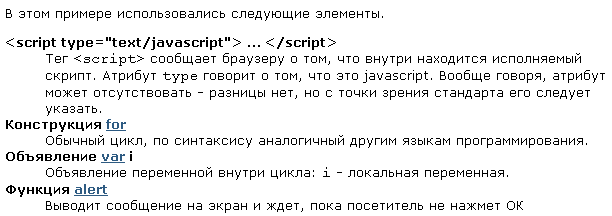 В этом примере использовались следующие элементы.
<script type="text/javascript"> ... </script>
Тег <script> сообщает браузеру о том, что внутри находится исполняемый
скрипт. Атрибут type говорит о том, что это javascript. Вообще говоря, атрибут
может отсутствовать - разницы нет, но с точки зрения стандарта его следует
указать.
Конструкция for
Обычный цикл, по синтаксису аналогичный другим языкам программирования.
Объявление var i
Объявление переменной внутри цикла: i - локальная переменная.
Функция alert
Выводит сообщение на экран и ждет, пока посетитель не нажмет ОК